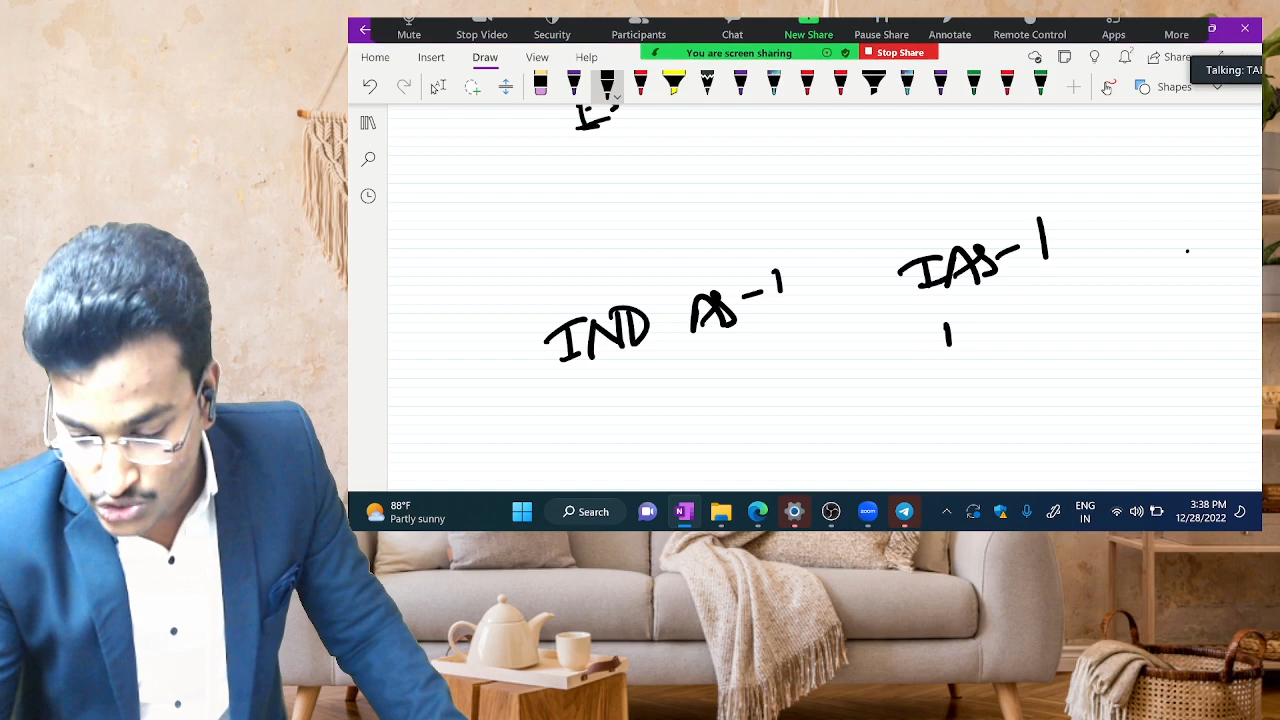 Mute Stop Video Security Participants Chat New Share Pause Share Annotate Remote Control Apps More
You are screen sharing Stop Share
Home Insert Draw View Help Share
Talking: TA
Shapes
IAS-1
IND AS-1
1
88°F
Partly sunny
Search
zoom
ENG
IN
3:38 PM
12/28/2022